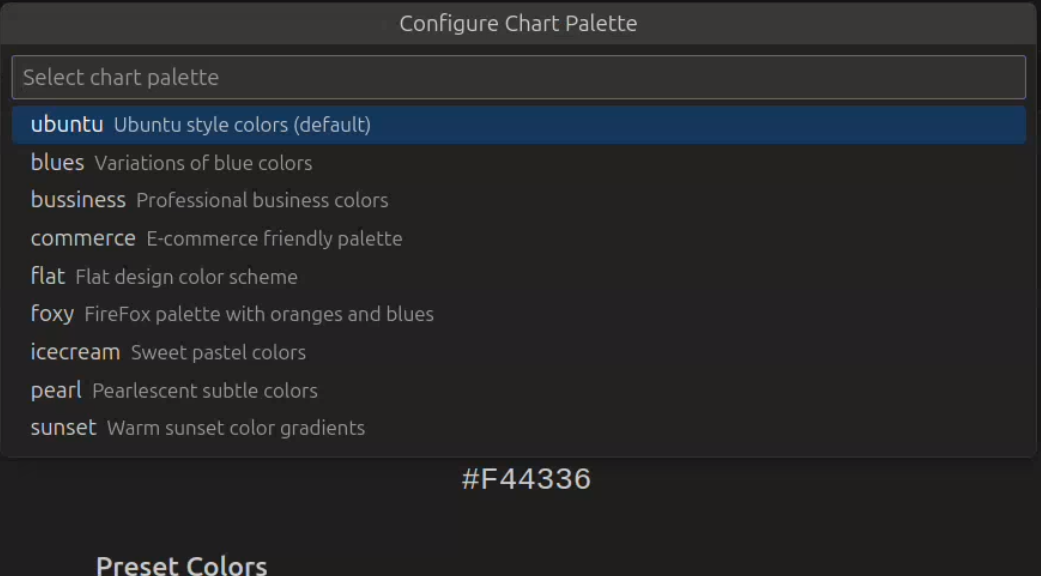 Configure Chart Palette
Select chart palette
ubuntu Ubuntu style colors (default)
blues Variations of blue colors
bussiness Professional business colors
commerce E-commerce friendly palette
flat Flat design color scheme
foxy FireFox palette with oranges and blues
icecream Sweet pastel colors
pearl Pearlescent subtle colors
sunset Warm sunset color gradients
#F44336
Preset Colors